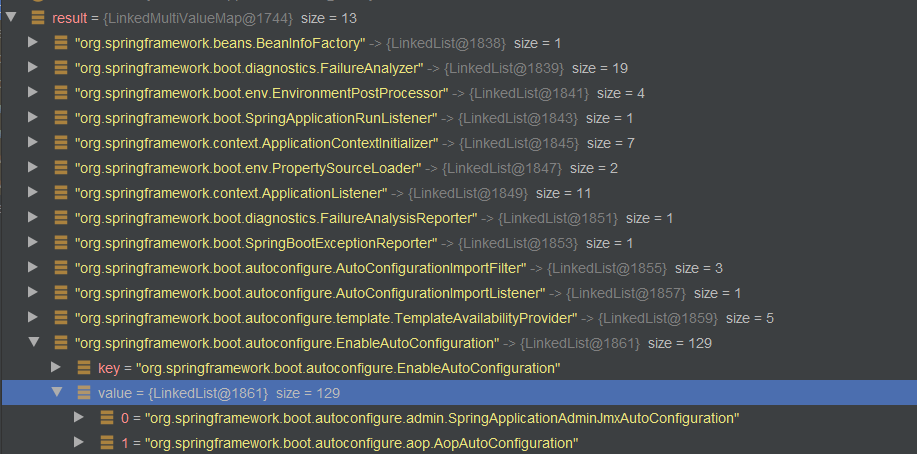 result = {LinkedMultiValueMap@1744} size = 13
"org.springframework.beans.BeanInfoFactory" -> {LinkedList@1838} size = 1
"org.springframework.boot.diagnostics.FailureAnalyzer" -> {LinkedList@1839} size = 19
"org.springframework.boot.env.EnvironmentPostProcessor" -> {LinkedList@1841} size = 4
"org.springframework.boot.SpringApplicationRunListener" -> {LinkedList@1843} size = 1
"org.springframework.context.ApplicationContextInitializer" -> {LinkedList@1845} size = 7
"org.springframework.boot.env.PropertySourceLoader" -> {LinkedList@1847} size = 2
"org.springframework.context.ApplicationListener" -> {LinkedList@1849} size = 11
"org.springframework.boot.diagnostics.FailureAnalysisReporter" -> {LinkedList@1851} size = 1
"org.springframework.boot.SpringBootExceptionReporter" -> {LinkedList@1853} size = 1
"org.springframework.boot.autoconfigure.AutoConfigurationImportFilter" -> {LinkedList@1855} size = 3
"org.springframework.boot.autoconfigure.AutoConfigurationImportListener" -> {LinkedList@1857} size = 1
"org.springframework.boot.autoconfigure.template.TemplateAvailabilityProvider" -> {LinkedList@1859} size = 5
"org.springframework.boot.autoconfigure.EnableAutoConfiguration" -> {LinkedList@1861} size = 129
key = "org.springframework.boot.autoconfigure.EnableAutoConfiguration"
value = {LinkedList@1861} size = 129
0 = "org.springframework.boot.autoconfigure.admin.SpringApplicationAdminJmxAutoConfiguration"
1 = "org.springframework.boot.autoconfigure.aop.AopAutoConfiguration"